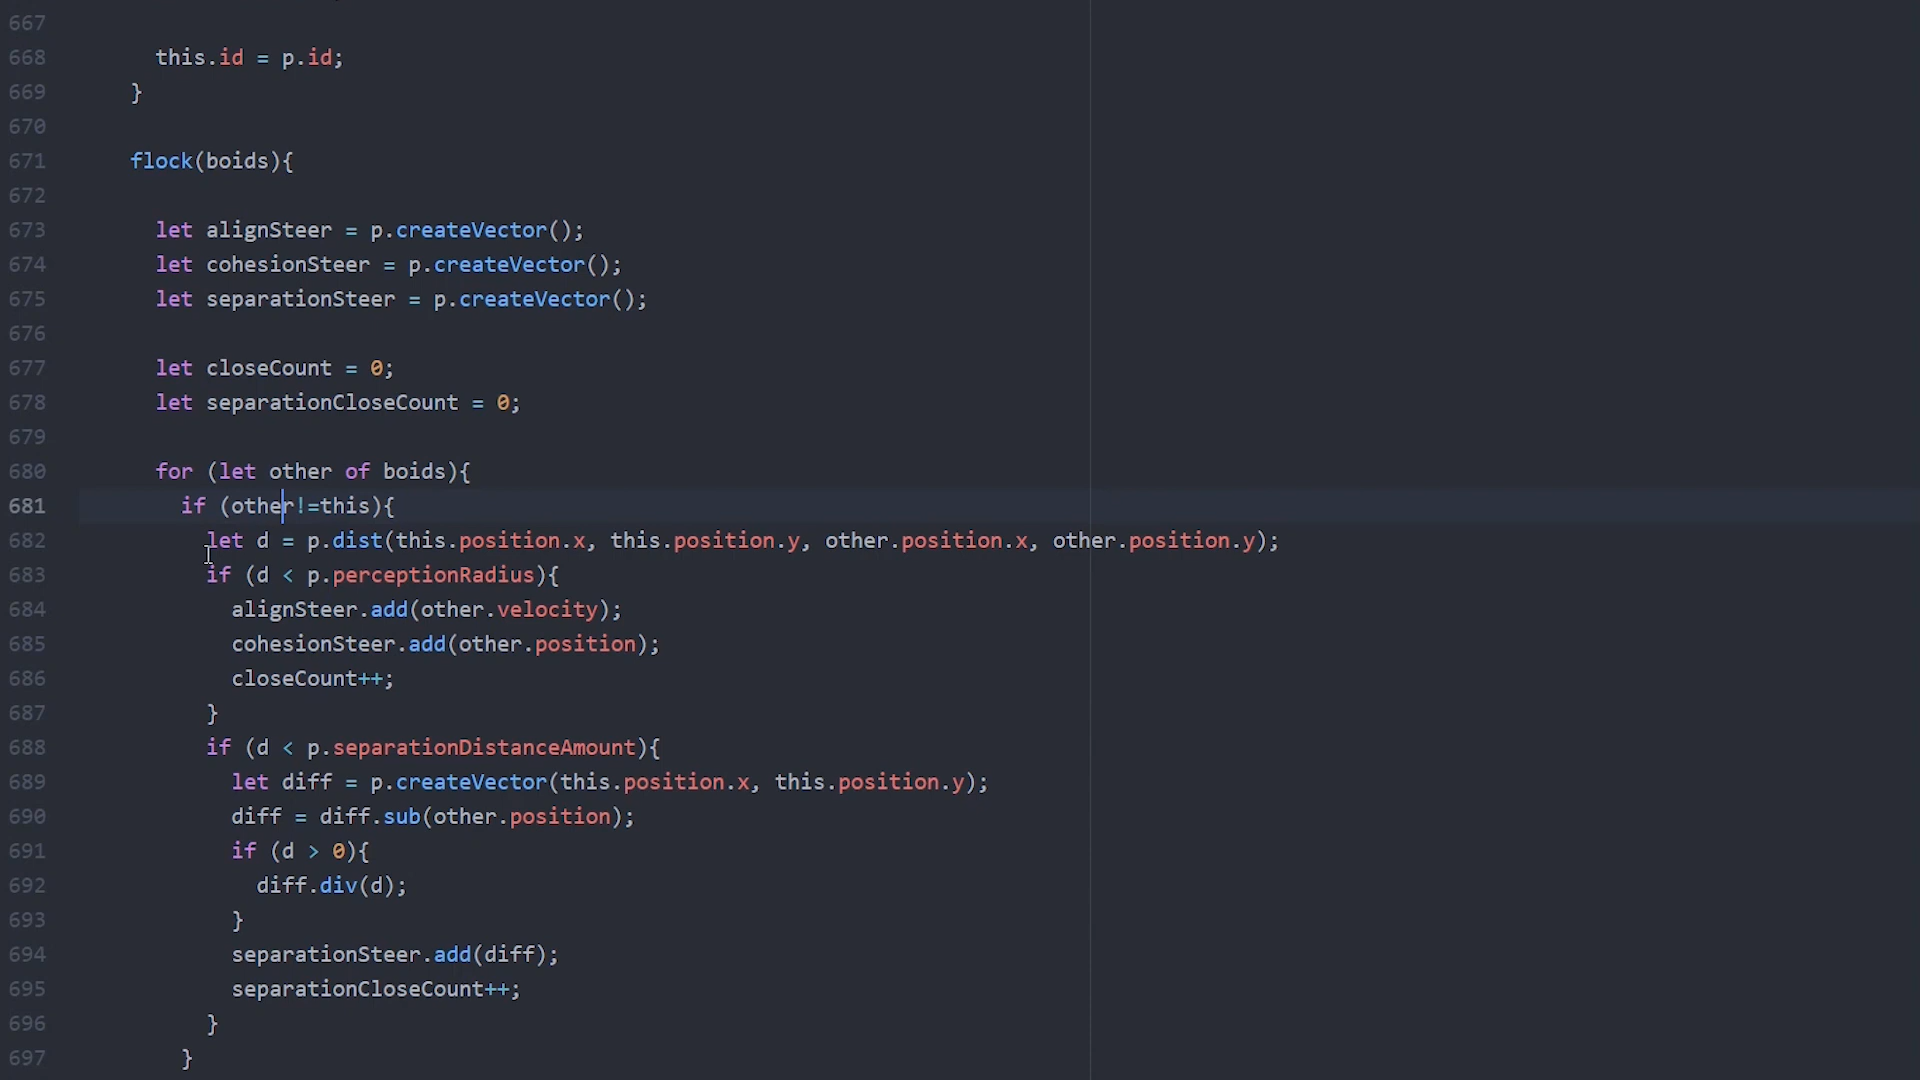 667
668 this.id = p.id;
669 }
670
671 flock(boids){
672
673 let alignSteer = p.createVector();
674 let cohesionSteer = p.createVector();
675 let separationSteer = p.createVector();
676
677 let closeCount = 0;
678 let separationCloseCount = 0;
679
680 for (let other of boids){
681 if (other!=this){
682 let d = p.dist(this.position.x, this.position.y, other.position.x, other.position.y);
683 if (d < p.perceptionRadius){
684 alignSteer.add(other.velocity);
685 cohesionSteer.add(other.position);
686 closeCount++;
687 }
688 if (d < p.separationDistanceAmount){
689 let diff = p.createVector(this.position.x, this.position.y);
690 diff = diff.sub(other.position);
691 if (d > 0){
692 diff.div(d);
693 }
694 separationSteer.add(diff);
695 separationCloseCount++;
696 }
697 }